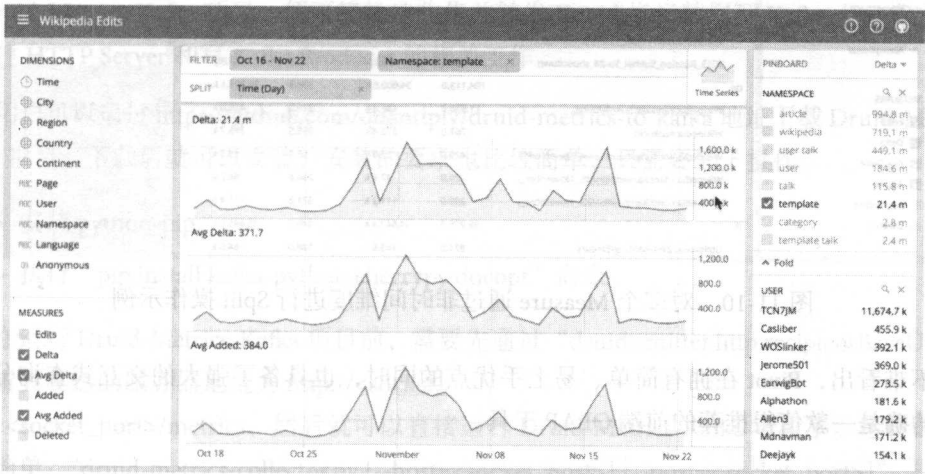 Wikipedia Edits
DIMENSIONS
Time
City
Region
Country
Continent
Page
User
Namespace
Language
Anonymous
MEASURES
Edits
Delta
Avg Delta
Added
Avg Added
Deleted
FILTER Oct 16 - Nov 22 × Namespace: template ×
SPLIT Time (Day) ×
Time Series
Delta: 21.4 m
1,600.0 k
1,200.0 k
800.0 k
Avg Delta: 371.7
1,200.0
800.0
400.0
Avg Added: 384.0
1,200.0
800.0
400.0
Oct 18 Oct 25 November Nov 08 Nov 15 Nov 22
PINBOARD Delta
NAMESPACE
article 994.8 m
wikipedia 719.1 m
user talk 449.1 m
user 184.6 m
talk 115.8 m
template 21.4 m
category 2.8 m
template talk 2.4 m
Fold
USER
TCN7JM 11,674.7 k
Casliber 455.9 k
WOSlinker 392.1 k
Jerome501 369.0 k
EarwigBot 273.5 k
Alphathon 181.6 k
179.2 k
Mdnavman 171.2 k
Deejayk 154.1 k